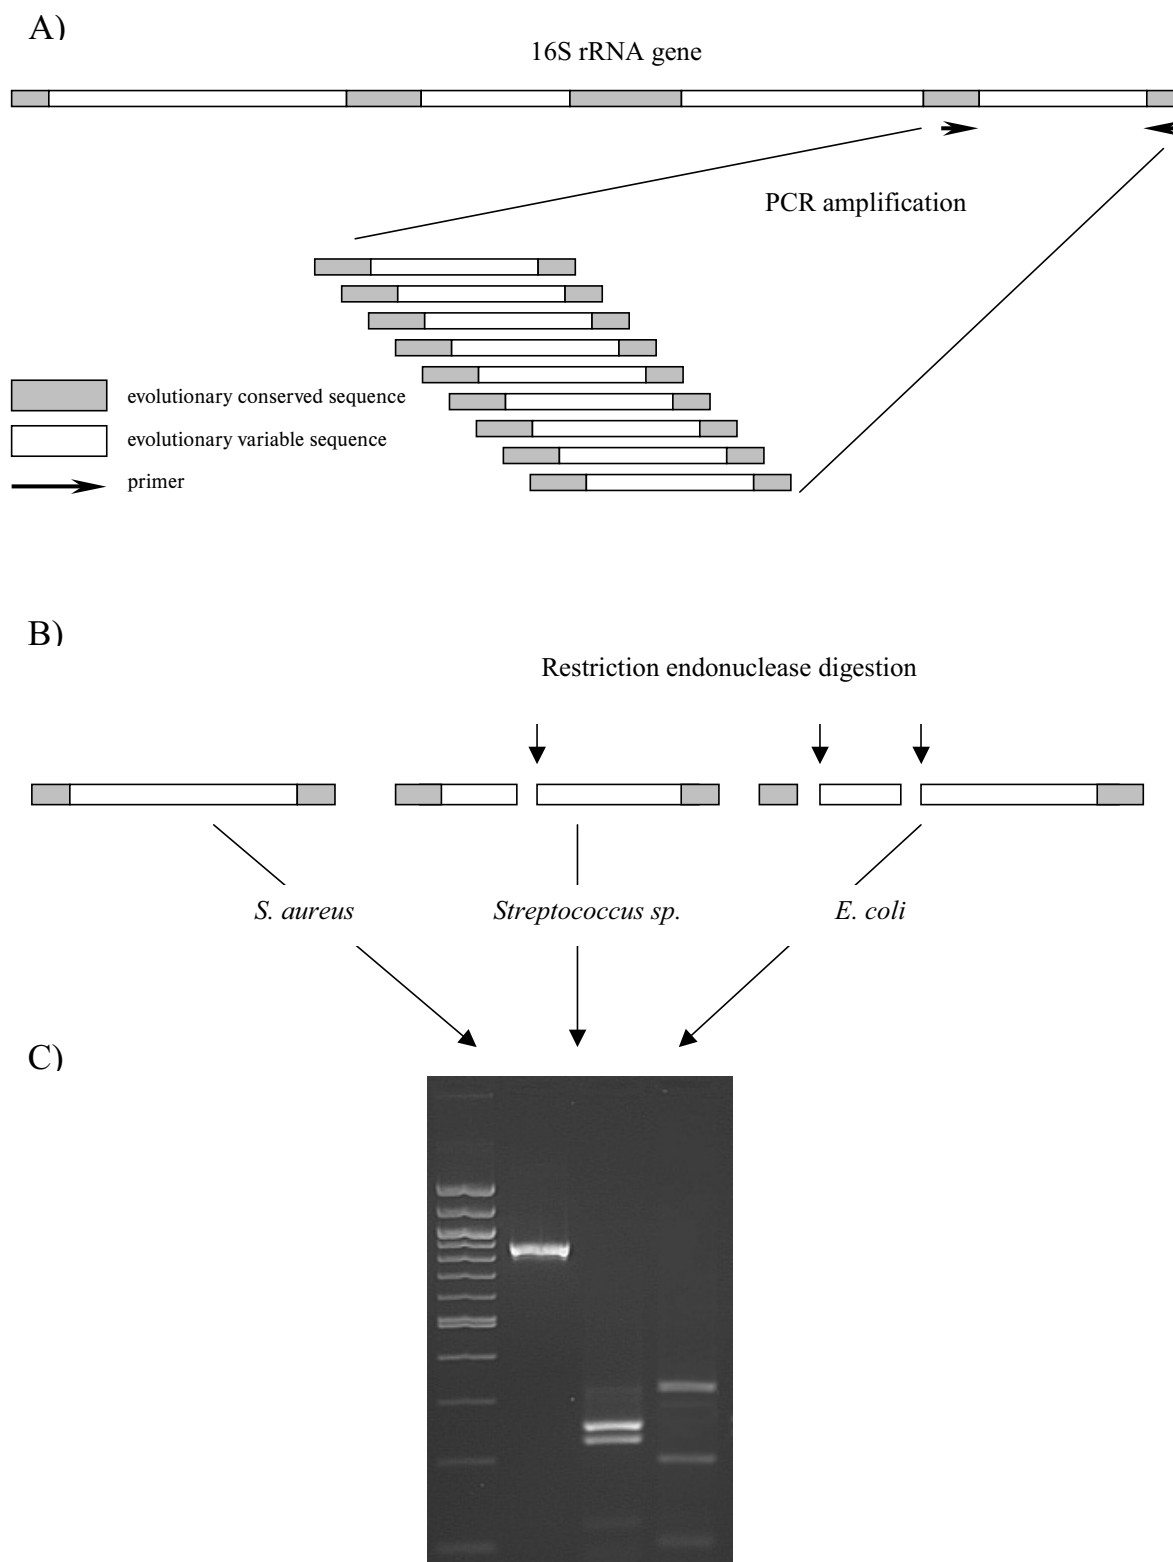 A)
16S rRNA gene
PCR amplification
evolutionary conserved sequence
evolutionary variable sequence
primer
B)
Restriction endonuclease digestion
S. aureus
Streptococcus sp.
E. coli
C)